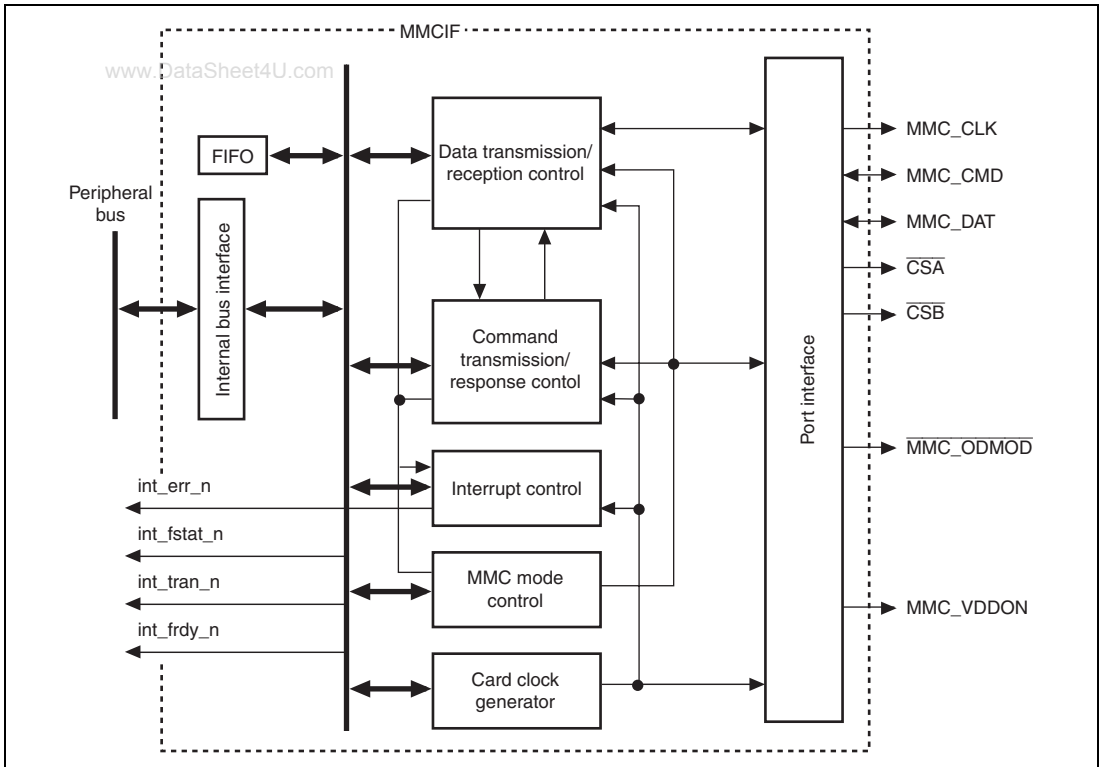 MMCIF
www.DataSheet4U.com
FIFO
Data transmission/
reception control
Peripheral
bus
Internal bus interface
Command
transmission/
response contol
Interrupt control
MMC mode
control
Card clock
generator
int_err_n
int_fstat_n
int_tran_n
int_frdy_n
Port interface
MMC_CLK
MMC_CMD
MMC_DAT
CSA
CSB
MMC_ODMOD
MMC_VDDON